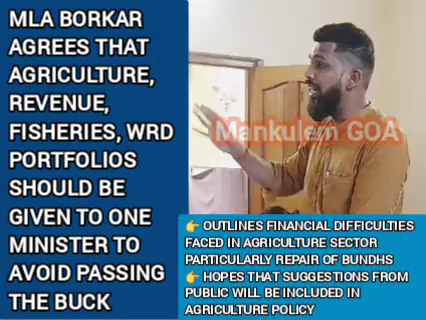 MLA BORKAR
AGREES THAT
AGRICULTURE,
REVENUE,
FISHERIES, WRD
PORTFOLIOS
SHOULD BE
GIVEN TO ONE
MINISTER TO
AVOID PASSING
THE BUCK
Mankulem GOA
👉 OUTLINES FINANCIAL DIFFICULTIES
FACED IN AGRICULTURE SECTOR
PARTICULARLY REPAIR OF BUNDHS
👉 HOPES THAT SUGGESTIONS FROM
PUBLIC WILL BE INCLUDED IN
AGRICULTURE POLICY